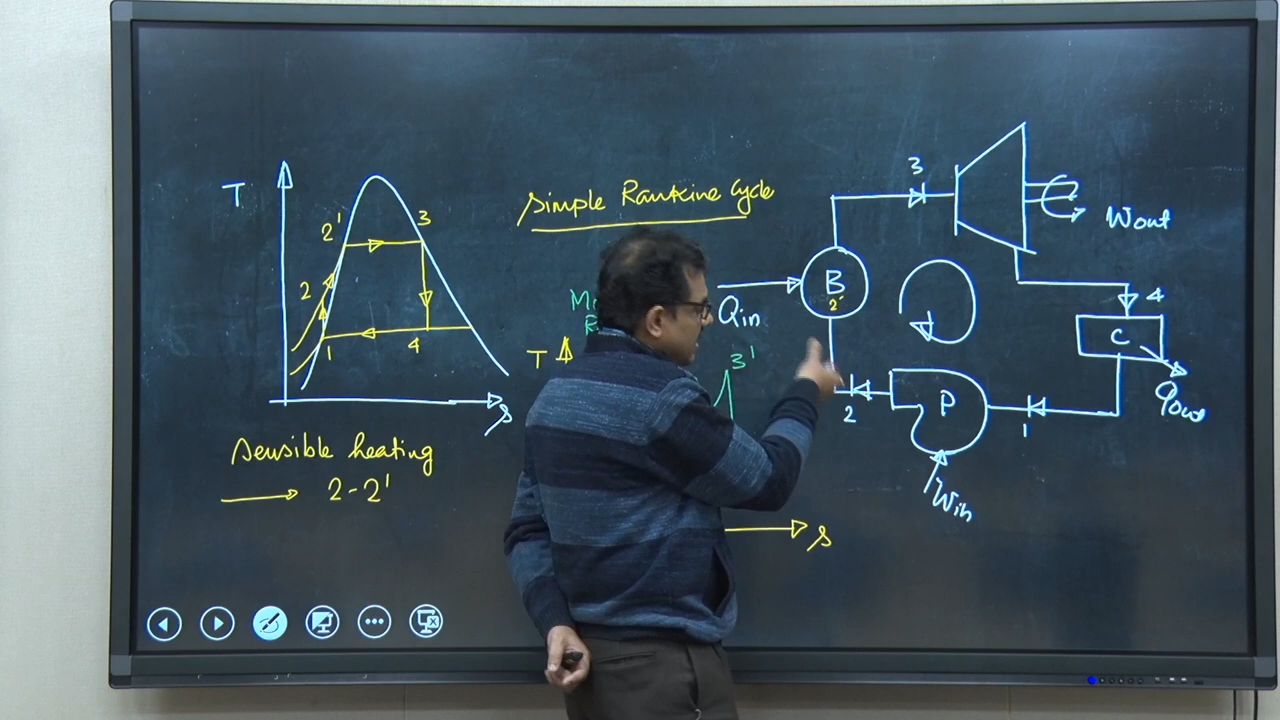 T
2'
3
2
1
4
s
Sensible heating
2-2'
Simple Rankine Cycle
T
3'
s
3
Wout
B
2'
Qin
4
C
Qout
P
2
1
Win